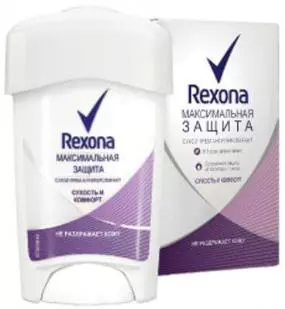 Rexona
МАКСИМАЛЬНАЯ
ЗАЩИТА
СУХОСТЬ И
КОМФОРТ
НЕ РАЗДРАЖАЕТ КОЖУ
Rexona
МАКСИМАЛЬНАЯ
ЗАЩИТА
СУХОСТЬ И КОМФОРТ
НЕ РАЗДРАЖАЕТ КОЖУ